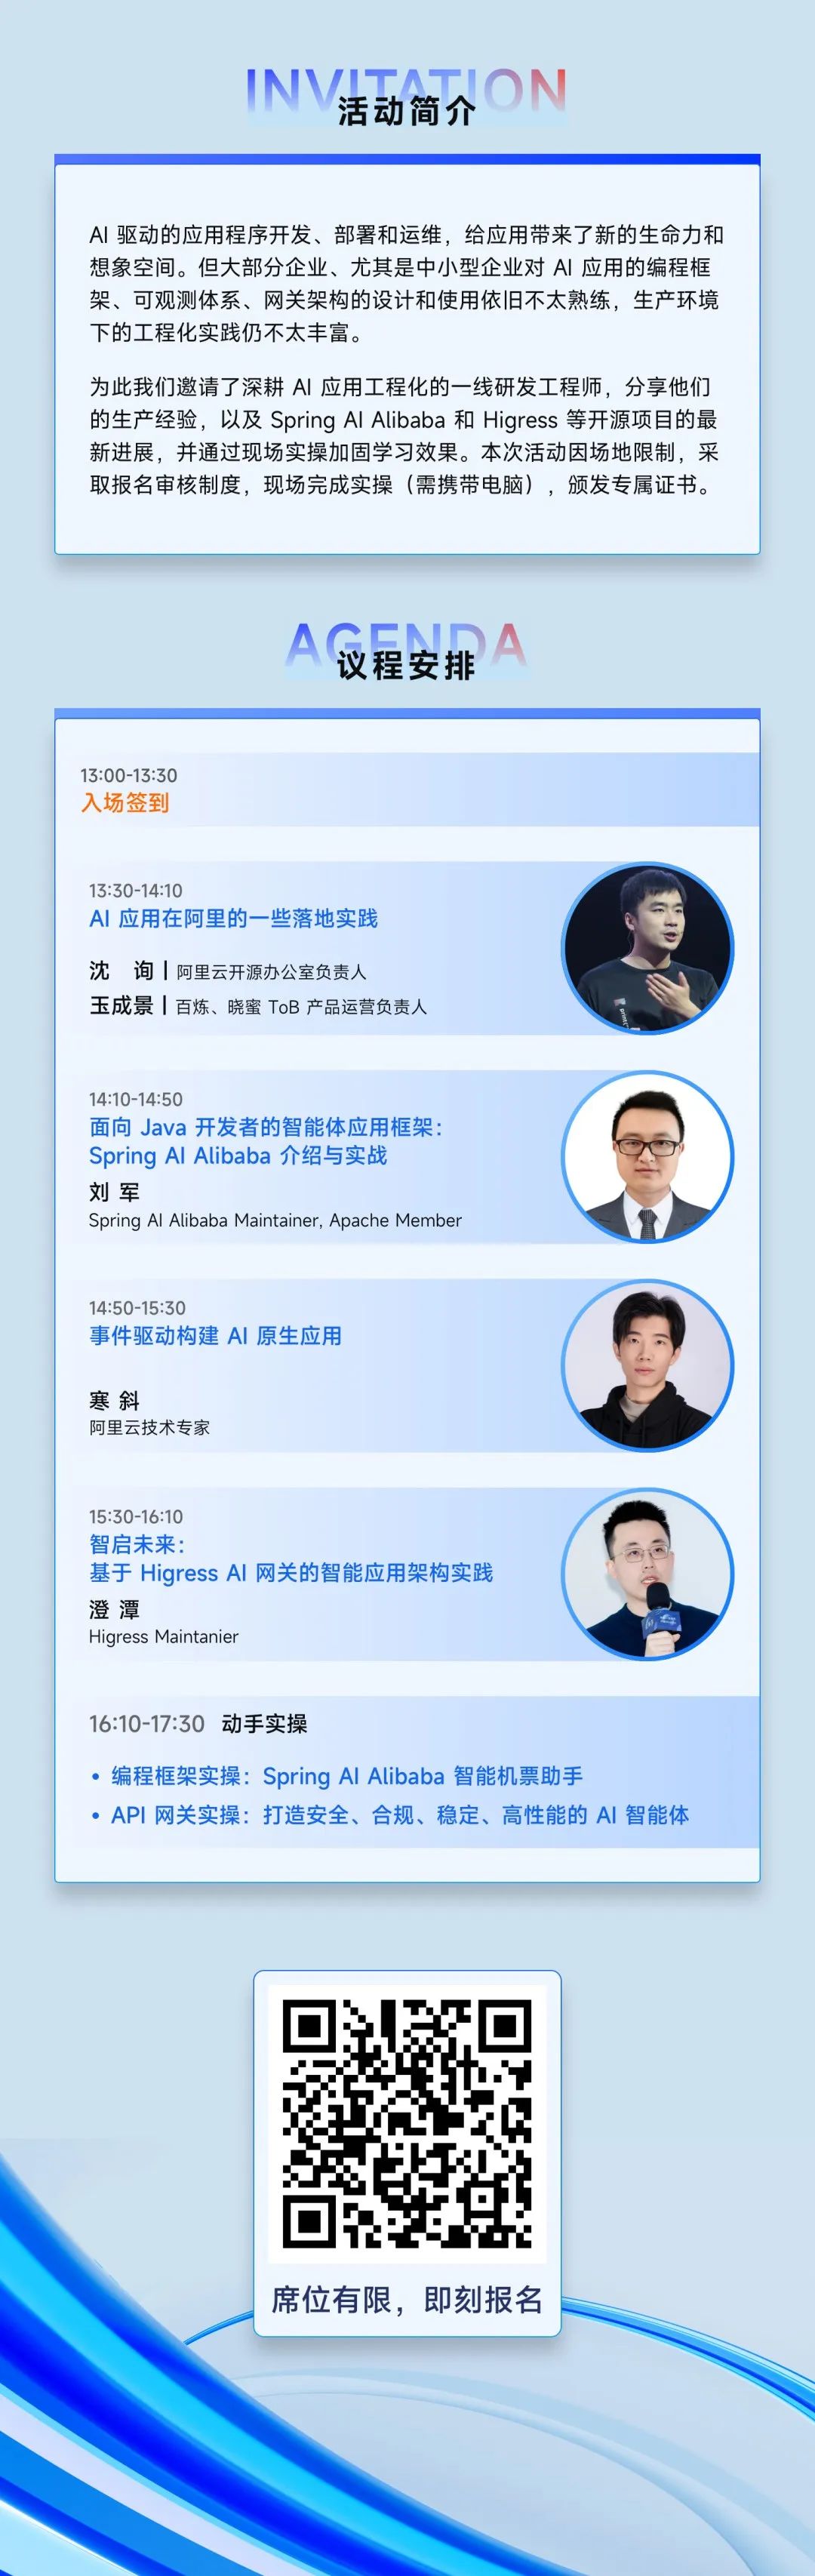 INVITATION
活动简介
AI 驱动的应用程序开发、部署和运维，给应用带来了新的生命力和
想象空间。但大部分企业、尤其是中小型企业对 AI 应用的编程框
架、可观测体系、网关架构的设计和使用依旧不太熟练，生产环境
下的工程化实践仍不太丰富。
为此我们邀请了深耕 AI 应用工程化的一线研发工程师，分享他们
的生产经验，以及 Spring AI Alibaba 和 Higress 等开源项目的最
新进展，并通过现场实操加固学习效果。本次活动因场地限制，采
取报名审核制度，现场完成实操（需携带电脑），颁发专属证书。
AGENDA
议程安排
13:00-13:30
入场签到
13:30-14:10
AI 应用在阿里的一些落地实践
沈 询 | 阿里云开源办公室负责人
玉成景 | 百炼、晓蜜 ToB 产品运营负责人
14:10-14:50
面向 Java 开发者的智能体应用框架：
Spring AI Alibaba 介绍与实战
刘 军
Spring AI Alibaba Maintainer, Apache Member
14:50-15:30
事件驱动构建 AI 原生应用
寒 斜
阿里云技术专家
15:30-16:10
智启未来：
基于 Higress AI 网关的智能应用架构实践
澄 潭
Higress Maintanier
16:10-17:30 动手实操
• 编程框架实操：Spring AI Alibaba 智能机票助手
• API 网关实操：打造安全、合规、稳定、高性能的 AI 智能体
席位有限，即刻报名